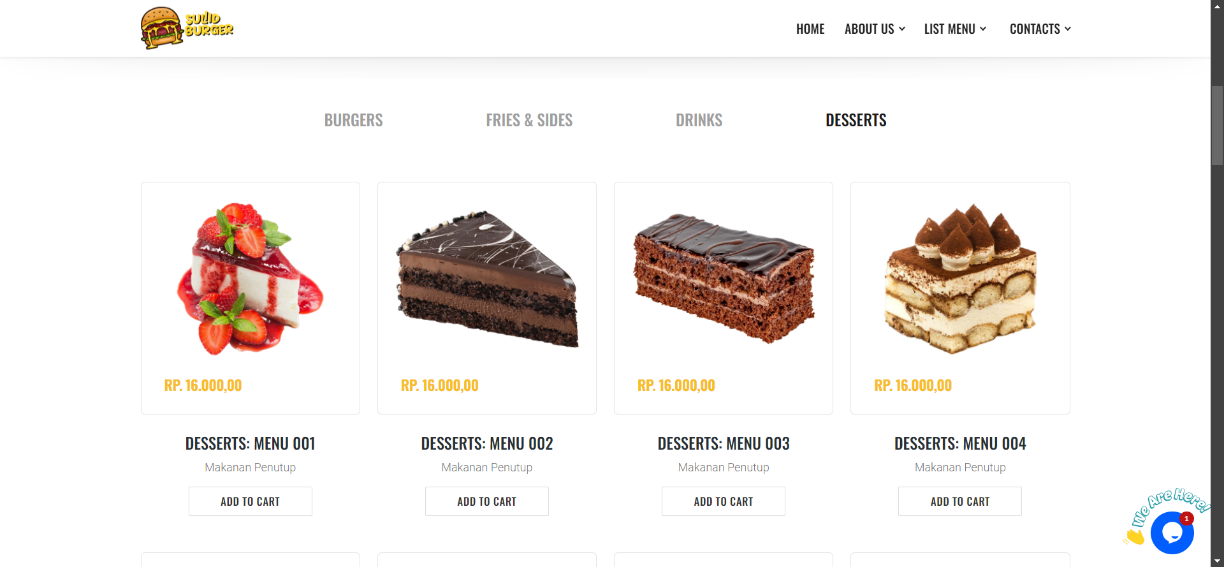 SULID
BURGER
HOME ABOUT US LIST MENU CONTACTS
BURGERS FRIES & SIDES DRINKS DESSERTS
RP. 16.000,00 RP. 16.000,00 RP. 16.000,00 RP. 16.000,00
DESSERTS: MENU 001 DESSERTS: MENU 002 DESSERTS: MENU 003 DESSERTS: MENU 004
Makanan Penutup Makanan Penutup Makanan Penutup Makanan Penutup
ADD TO CART ADD TO CART ADD TO CART ADD TO CART
We Are Here!
1